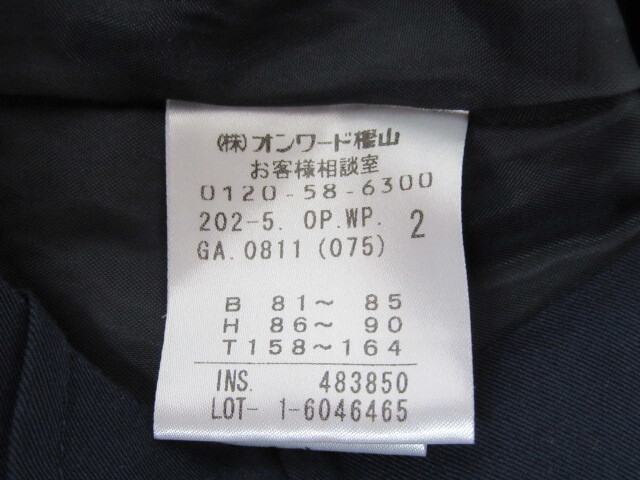 (株)オンワード樫山
お客様相談室
0120-58-6300
202-5. OP.WP. 2
GA.0811(075)
B 81～ 85
H 86～ 90
T158～164
INS. 483850
LOT- 1-6046465